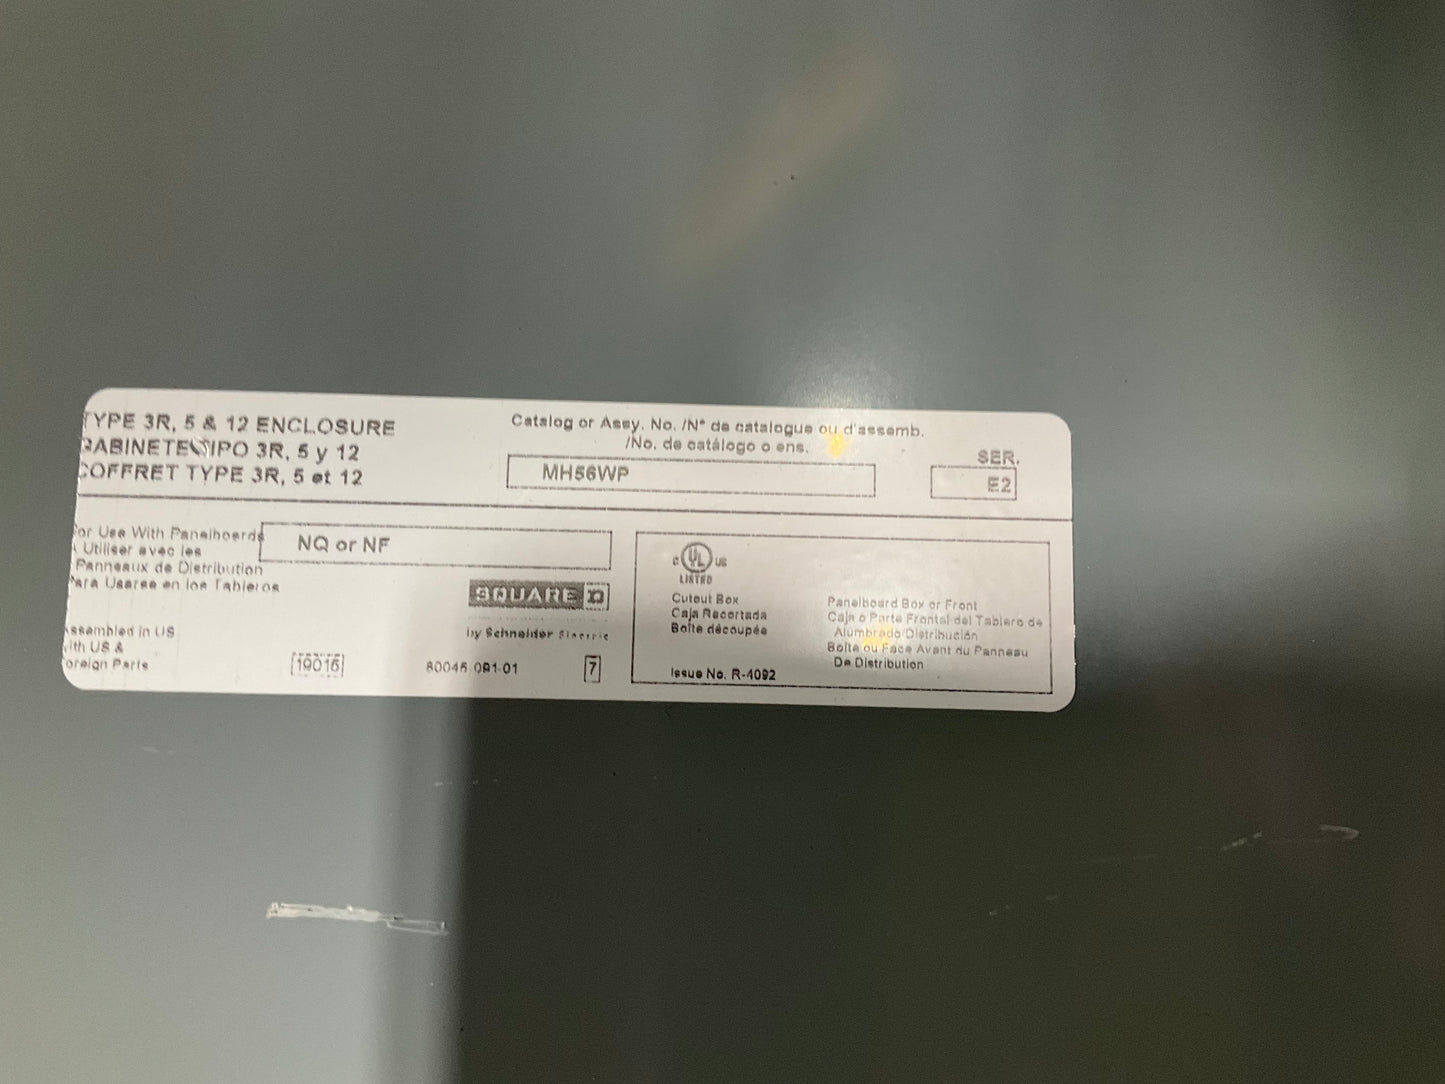 TYPE 3R, 5 & 12 ENCLOSURE
GABINETE TIPO 3R, 5 y 12
COFFRET TYPE 3R, 5 et 12
Catalog or Assy. No. /N° de catalogue ou d'assemb.
/No. de catálogo o ens.
MH56WP
SER.
E2
For Use With Panelboards
A Utiliser avec les
Panneaux de Distribution
Para Usarse en los Tableros
NQ or NF
SQUARE D
by Schneider Electric
Assembled in US
with US &
Foreign Parts
19016
80045-091-01
7
C UL US
LISTED
Cutout Box
Caja Recortada
Boîte découpée
Issue No. R-4092
Panelboard Box or Front
Caja o Parte Frontal del Tablero de
Alumbrado/Distribución
Boîte ou Face Avant du Panneau
De Distribution